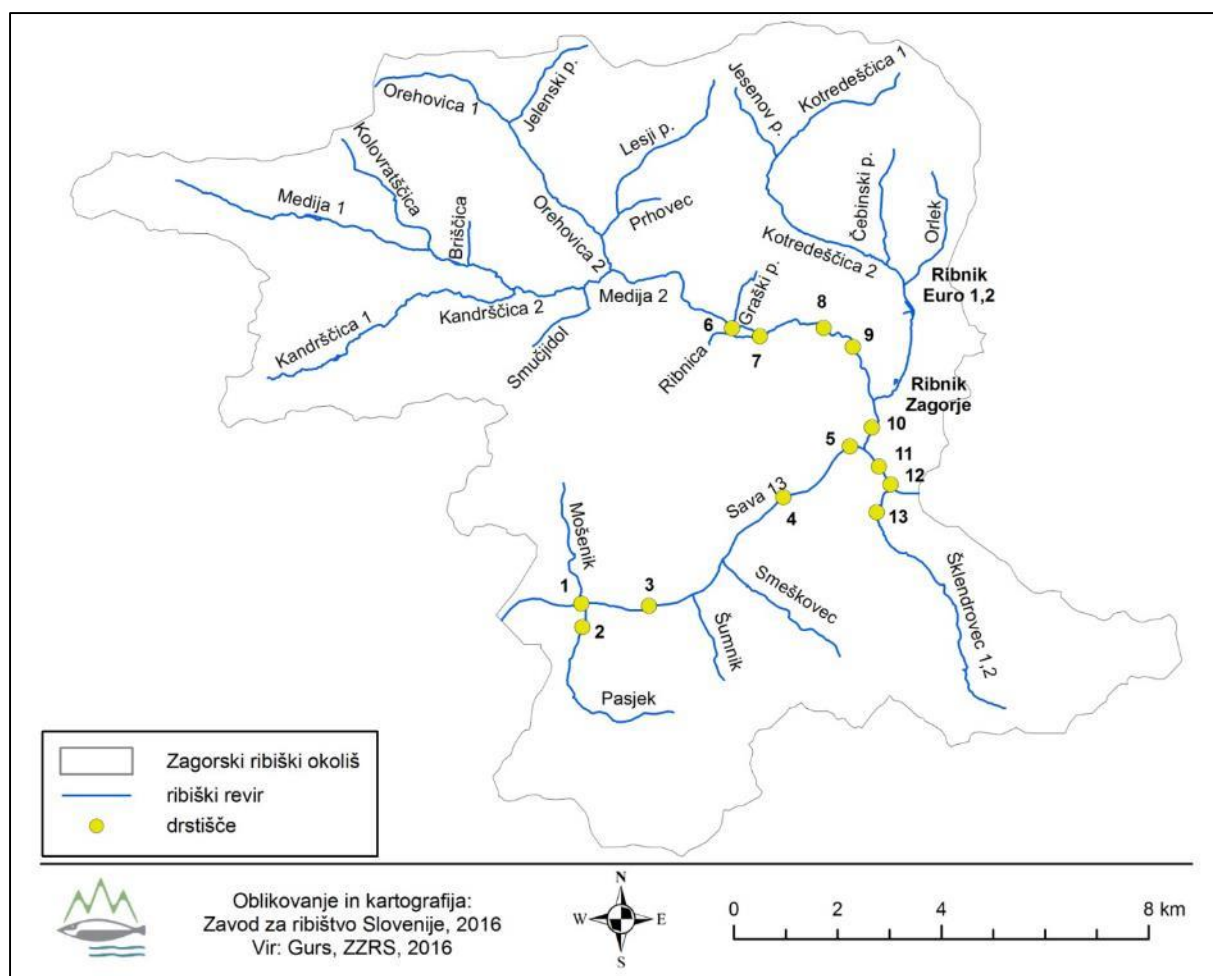 Orehovica 1
Jelenski p.
Kolovratščica
Medija 1
Briščica
Lesji p.
Prhovec
Orehovica 2
Jesenov p.
Kotredeščica 1
Čebinski p.
Orlek
Kotredeščica 2
Ribnik
Euro 1,2
Kandrščica 1
Kandrščica 2
Medija 2
Smučjidol
Graški p.
Ribnica
6
7
8
9
Ribnik
Zagorje
10
5
11
12
13
Sava 13
4
Mošenik
1
3
2
Smeškovec
Šumnik
Šklendrovec 1,2
Pasjek
Zagorski ribiški okoliš
ribiški revir
drstišče
Oblikovanje in kartografija:
Zavod za ribištvo Slovenije, 2016
Vir: Gurs, ZZRS, 2016
N
W
E
S
0 2 4 8 km